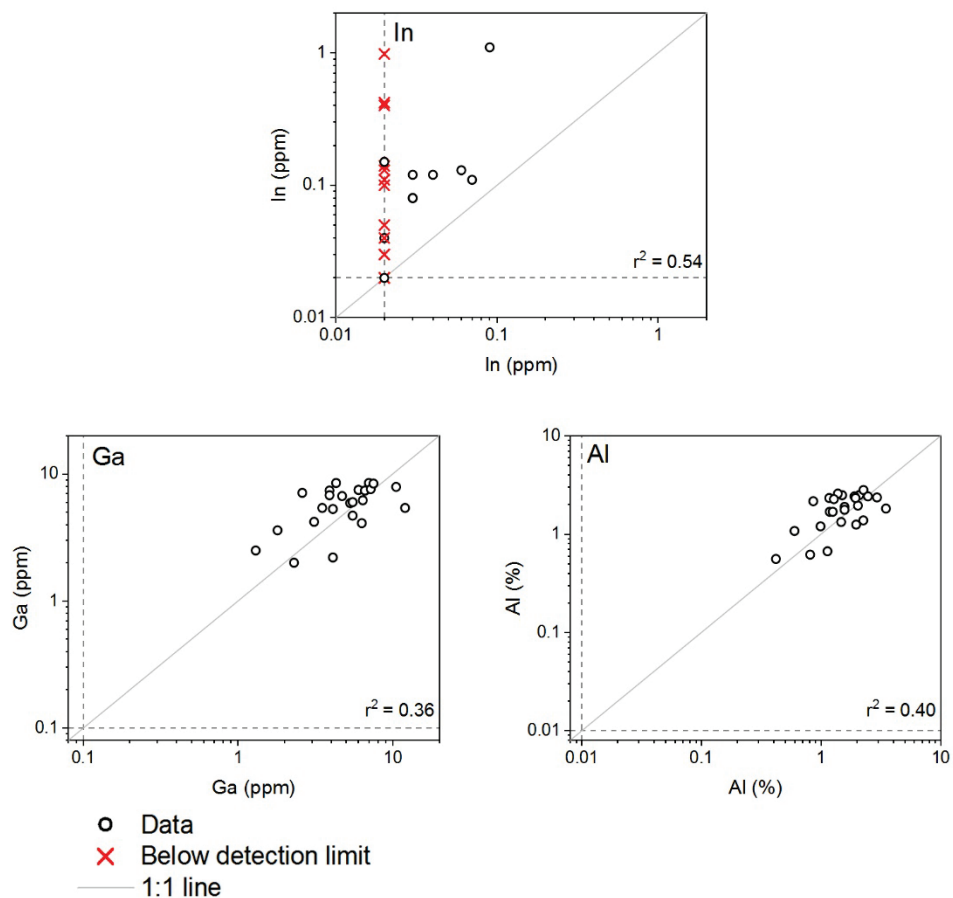 In
1
0.1
0.01
In (ppm)
r² = 0.54
0.01
0.1
1
In (ppm)
Ga
10
1
0.1
Ga (ppm)
r² = 0.36
0.1
1
10
Ga (ppm)
Al
10
1
0.1
0.01
Al (%)
r² = 0.40
0.01
0.1
1
10
Al (%)
Data
Below detection limit
1:1 line